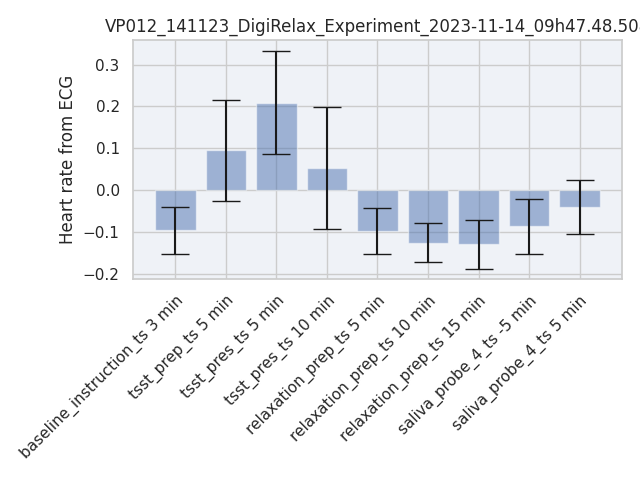 VP012_141123_DigiRelax_Experiment_2023-11-14_09h47.48.50
Heart rate from ECG
0.3
0.2
0.1
0.0
−0.1
−0.2
baseline_instruction_ts 3 min
tsst_prep_ts 5 min
tsst_pres_ts 5 min
tsst_pres_ts 10 min
relaxation_prep_ts 5 min
relaxation_prep_ts 10 min
relaxation_prep_ts 15 min
saliva_probe_4_ts -5 min
saliva_probe_4_ts 5 min